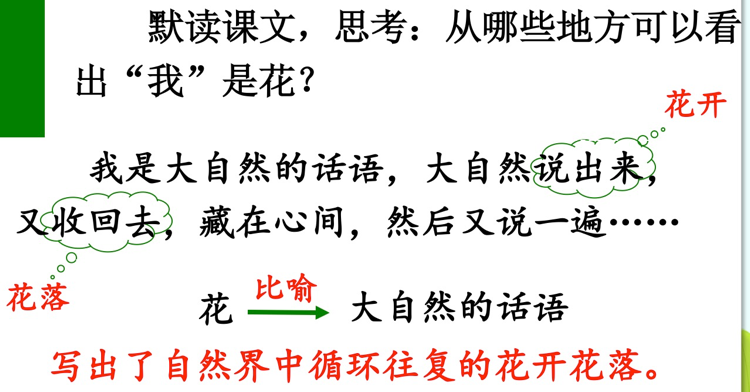 默读课文，思考：从哪些地方可以看
出“我”是花？
花开
我是大自然的话语，大自然说出来，
又收回去，藏在心间，然后又说一遍……
花落
花 比喻 大自然的话语
写出了自然界中循环往复的花开花落。